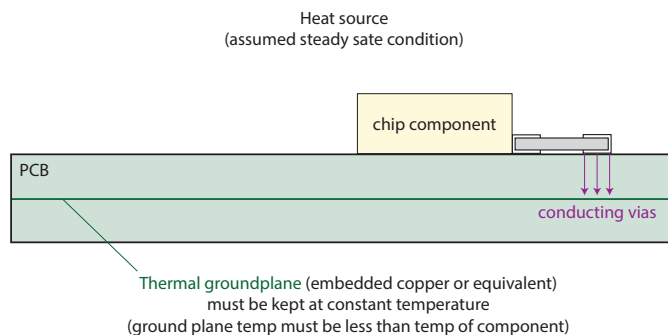 Heat source
(assumed steady sate condition)
chip component
PCB
conducting vias
Thermal groundplane (embedded copper or equivalent)
must be kept at constant temperature
(ground plane temp must be less than temp of component)